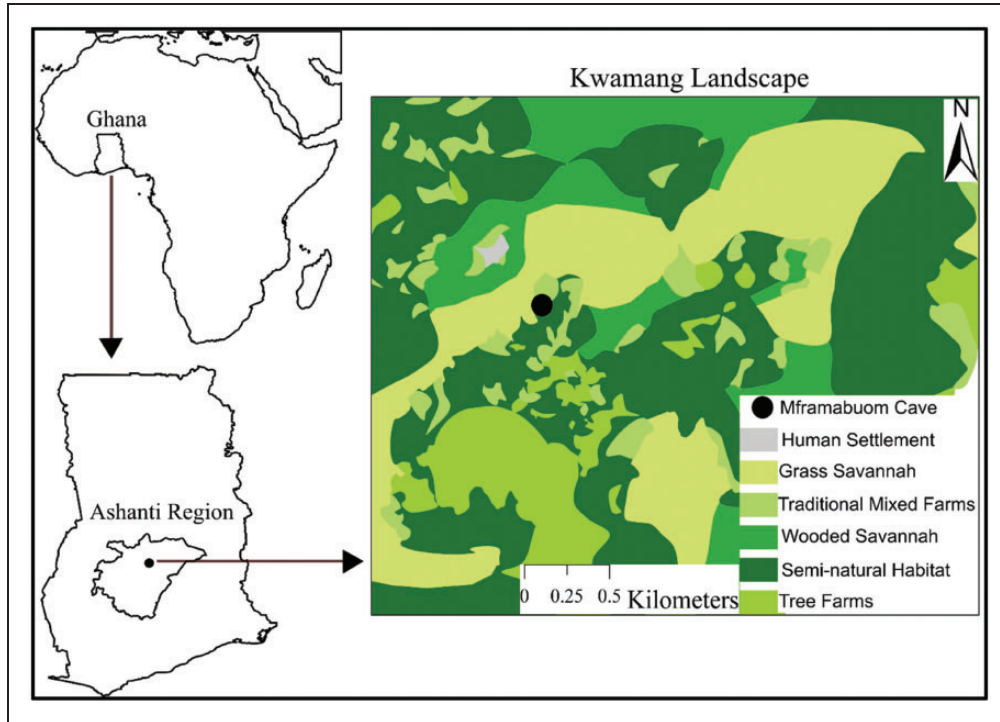 Kwamang Landscape
Ghana
N
Ashanti Region
Mframabuom Cave
Human Settlement
Grass Savannah
Traditional Mixed Farms
Wooded Savannah
Semi-natural Habitat
Tree Farms
0 0.25 0.5
Kilometers